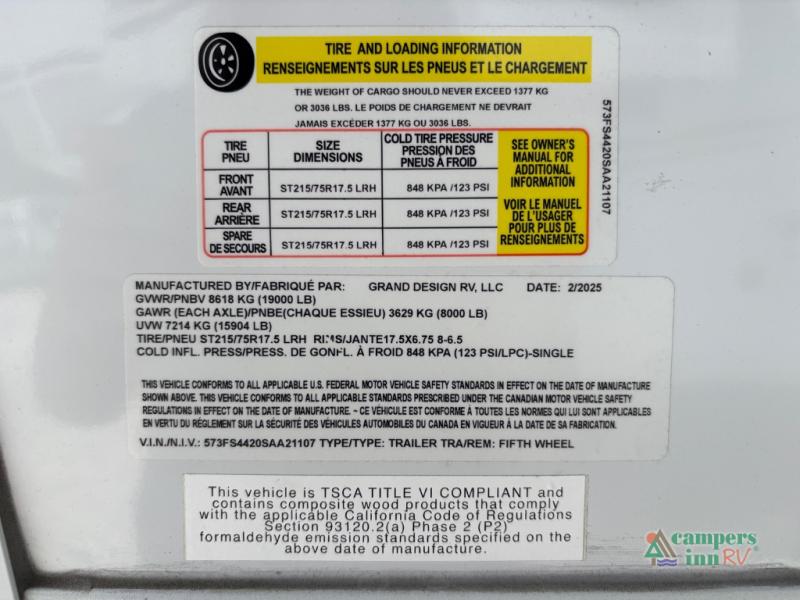 TIRE AND LOADING INFORMATION
RENSEIGNEMENTS SUR LES PNEUS ET LE CHARGEMENT
THE WEIGHT OF CARGO SHOULD NEVER EXCEED 1377 KG
OR 3036 LBS. LE POIDS DE CHARGEMENT NE DEVRAIT
JAMAIS EXCÉDER 1377 KG OU 3036 LBS.
TIRE PNEU SIZE DIMENSIONS COLD TIRE PRESSURE PRESSION DES PNEUS À FROID
FRONT AVANT ST215/75R17.5 LRH 848 KPA /123 PSI
REAR ARRIÈRE ST215/75R17.5 LRH 848 KPA /123 PSI
SPARE DE SECOURS ST215/75R17.5 LRH 848 KPA /123 PSI
SEE OWNER'S
MANUAL FOR
ADDITIONAL
INFORMATION
VOIR LE MANUEL
DE L'USAGER
POUR PLUS DE
RENSEIGNEMENTS
573FS4420SAA21107
MANUFACTURED BY/FABRIQUÉ PAR: GRAND DESIGN RV, LLC DATE: 2/2025
GVWR/PNBV 8618 KG (19000 LB)
GAWR (EACH AXLE)/PNBE(CHAQUE ESSIEU) 3629 KG (8000 LB)
UVW 7214 KG (15904 LB)
TIRE/PNEU ST215/75R17.5 LRH RIMS/JANTE17.5X6.75 8-6.5
COLD INFL. PRESS/PRESS. DE GONFL. À FROID 848 KPA (123 PSI/LPC)-SINGLE
THIS VEHICLE CONFORMS TO ALL APPLICABLE U.S. FEDERAL MOTOR VEHICLE SAFETY STANDARDS IN EFFECT ON THE DATE OF MANUFACTURE
SHOWN ABOVE. THIS VEHICLE CONFORMS TO ALL APPLICABLE STANDARDS PRESCRIBED UNDER THE CANADIAN MOTOR VEHICLE SAFETY
REGULATIONS IN EFFECT ON THE DATE OF MANUFACTURE. - CE VÉHICULE EST CONFORME À TOUTES LES NORMES QUI LUI SONT APPLICABLES
EN VERTU DU RÉGLEMENT SUR LA SÉCURITÉ DES VÉHICULES AUTOMOBILES DU CANADA EN VIGUEUR À LA DATE DE SA FABRICATION.
V.I.N./N.I.V.: 573FS4420SAA21107 TYPE/TYPE: TRAILER TRA/REM: FIFTH WHEEL
This vehicle is TSCA TITLE VI COMPLIANT and
contains composite wood products that comply
with the applicable California Code of Regulations
Section 93120.2(a) Phase 2 (P2)
formaldehyde emission standards specified on the
above date of manufacture.
campers
inn RV®